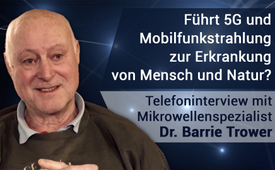 Führt 5G und
Mobilfunkstrahlung
zur Erkrankung
von Mensch und Natur?
Telefoninterview mit
Mikrowellenspezialist
Dr. Barrie Trower